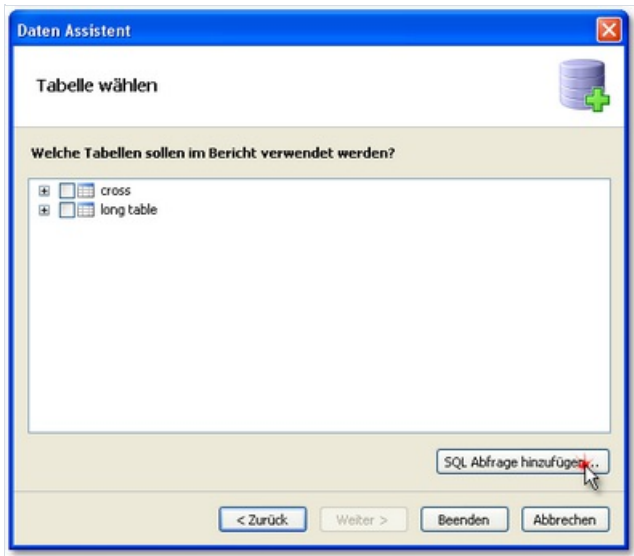 Daten Assistent
Tabelle wählen
Welche Tabellen sollen im Bericht verwendet werden?
cross
long table
SQL Abfrage hinzufügen...
< Zurück
Weiter >
Beenden
Abbrechen